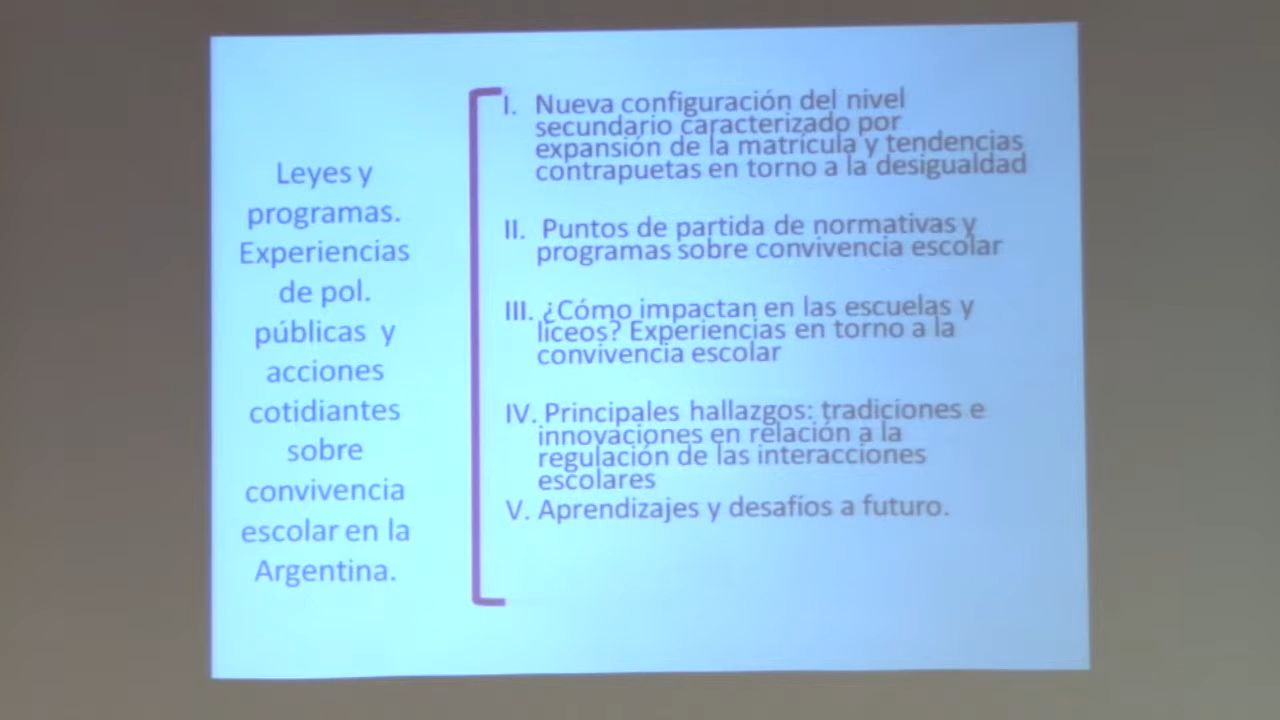 Leyes y
programas.
Experiencias
de pol.
públicas y
acciones
cotidiantes
sobre
convivencia
escolar en la
Argentina.
I. Nueva configuración del nivel
secundario caracterizado por
expansión de la matrícula y tendencias
contrapuetas en torno a la desigualdad
II. Puntos de partida de normativas y
programas sobre convivencia escolar
III. ¿Cómo impactan en las escuelas y
liceos? Experiencias en torno a la
convivencia escolar
IV. Principales hallazgos: tradiciones e
innovaciones en relación a la
regulación de las interacciones
escolares
V. Aprendizajes y desafíos a futuro.